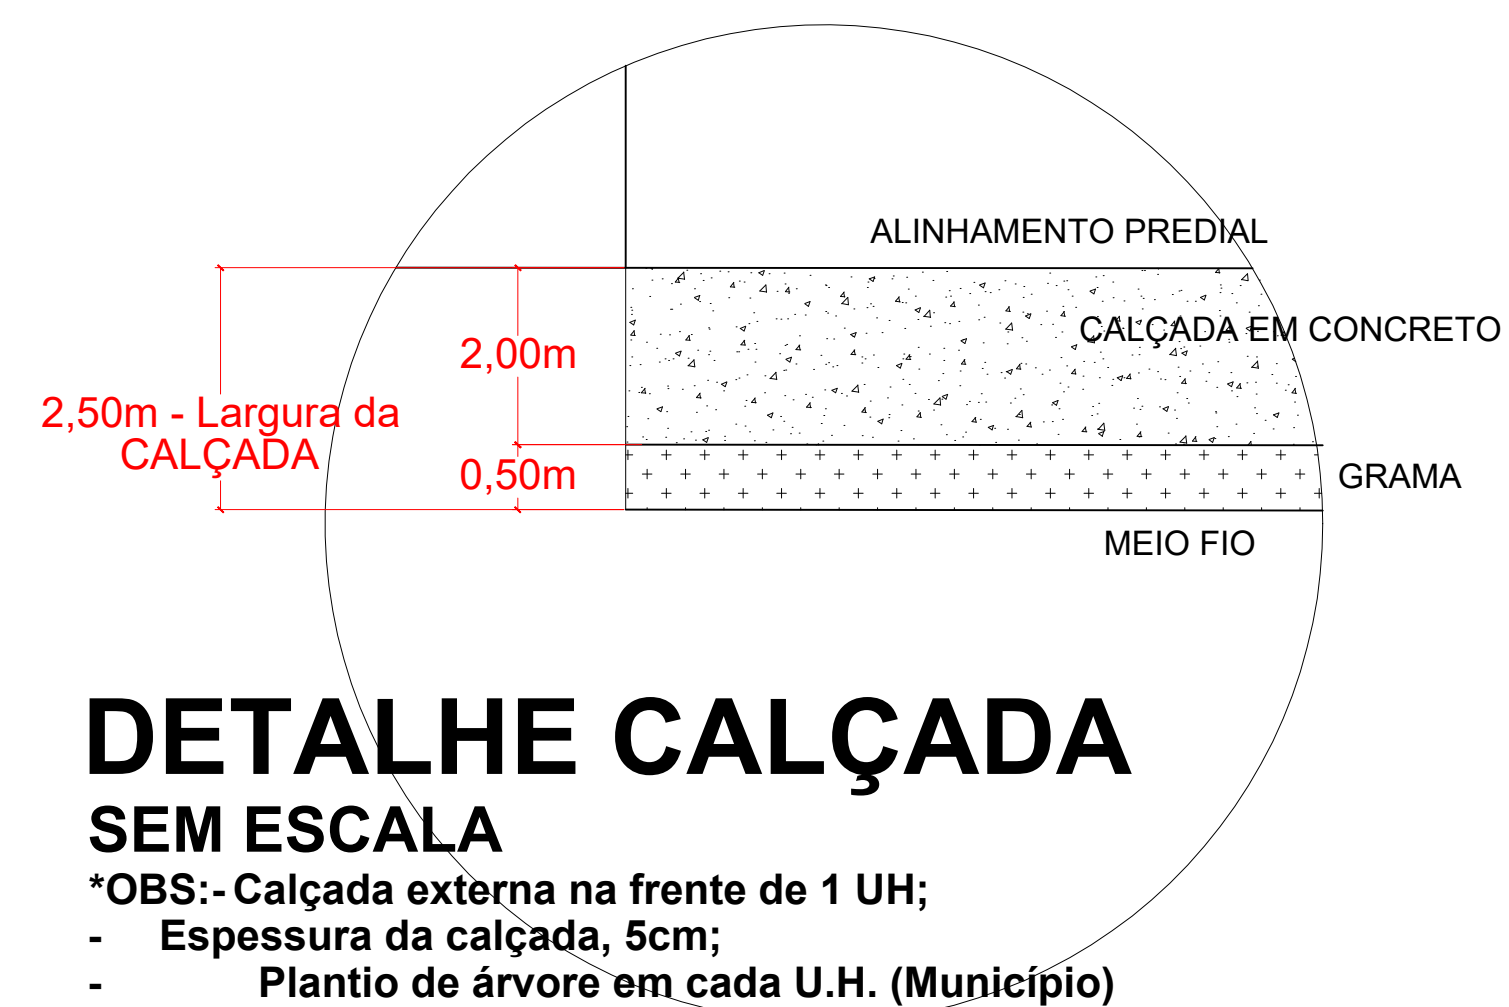 ALINHAMENTO PREDIAL
CALÇADA EM CONCRETO
2,00m
2,50m - Largura da
CALÇADA
0,50m
GRAMA
MEIO FIO
DETALHE CALÇADA
SEM ESCALA
*OBS:- Calçada externa na frente de 1 UH;
- Espessura da calçada, 5cm;
- Plantio de árvore em cada U.H. (Município)